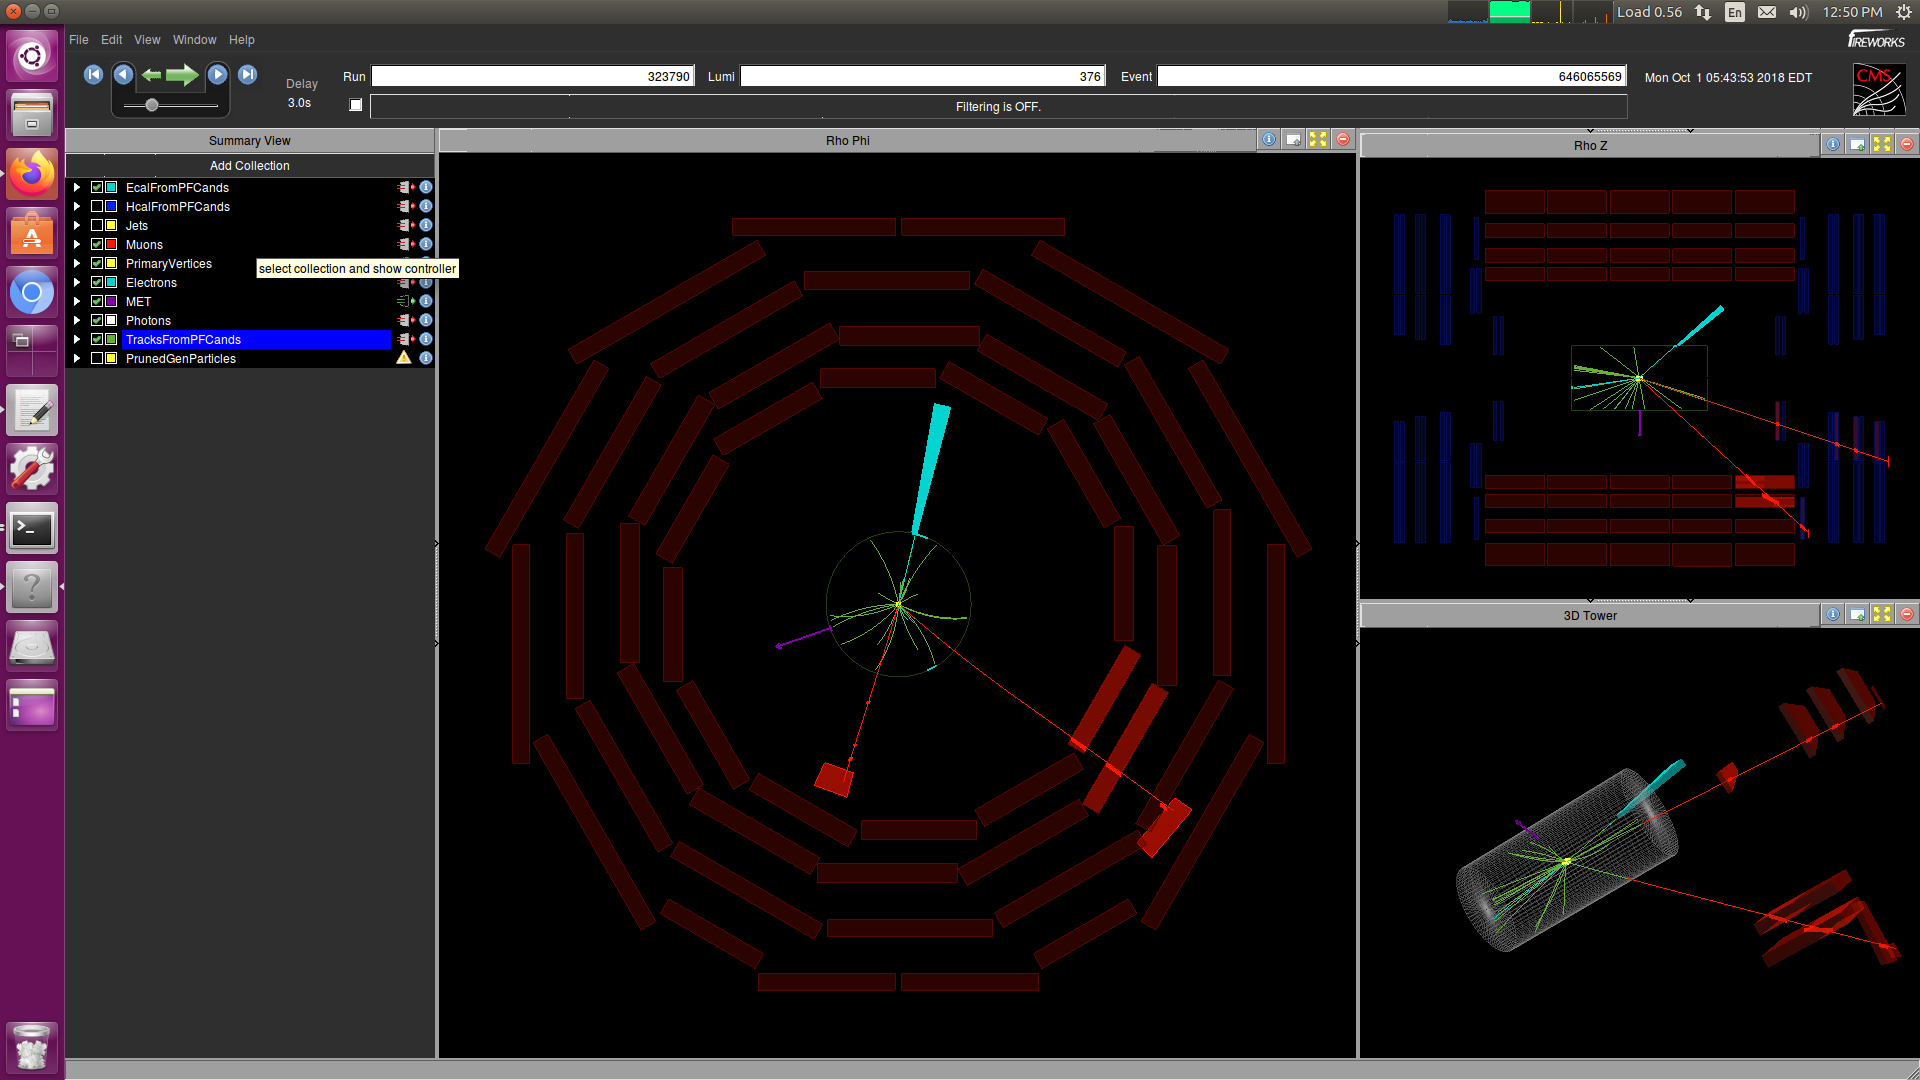 Load 0.56 En 12:50 PM
File Edit View Window Help
FIREWORKS
Delay
3.0s
Run 323790 Lumi 376 Event 646065569 Mon Oct 1 05:43:53 2018 EDT
CMS
Filtering is OFF.
Summary View
Add Collection
EcalFromPFCands
HcalFromPFCands
Jets
Muons
PrimaryVertices
select collection and show controller
Electrons
MET
Photons
TracksFromPFCands
PrunedGenParticles
Rho Phi
Rho Z
3D Tower